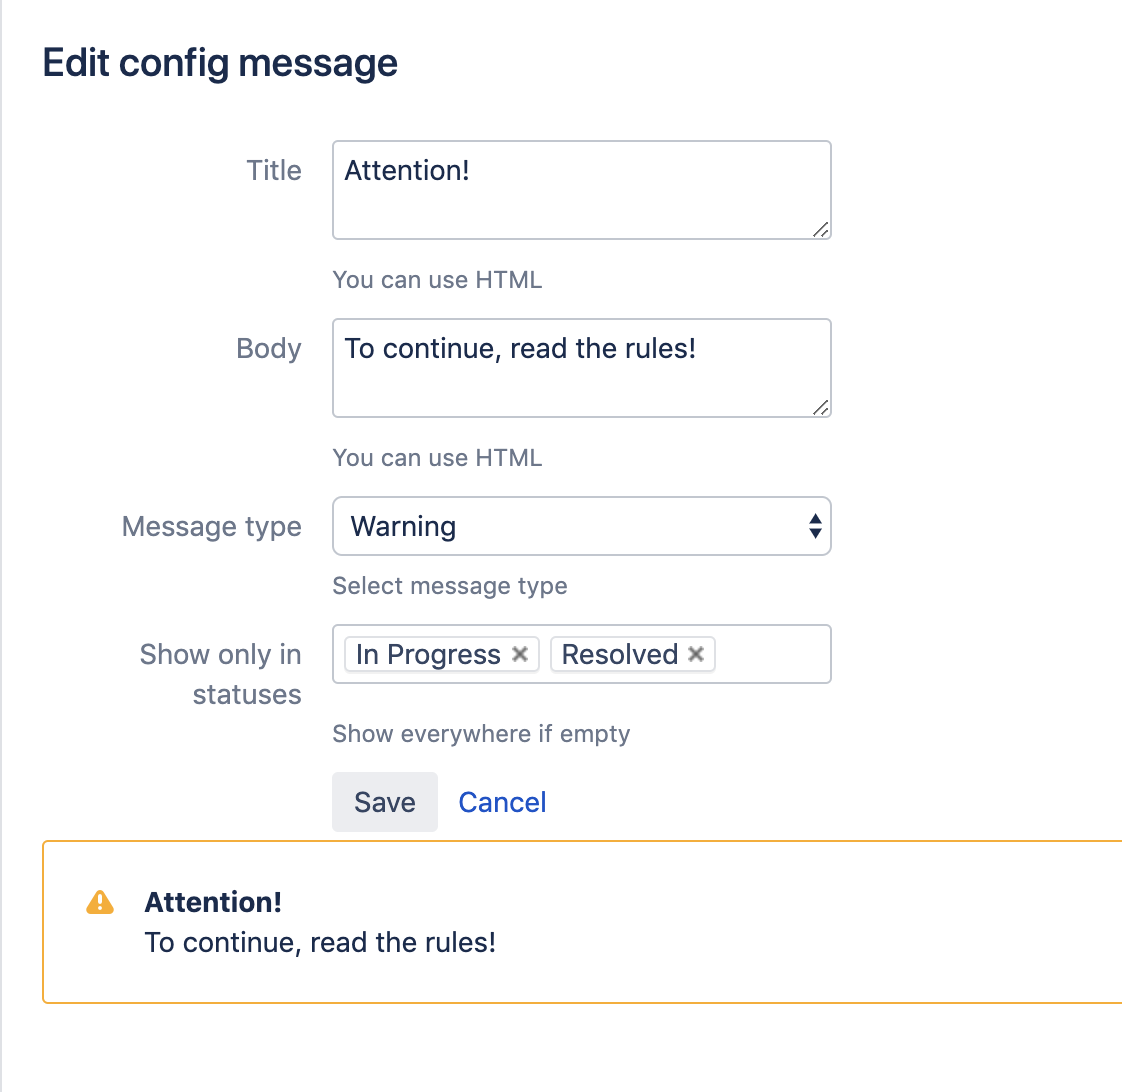 Edit config message
Title
Attention!
You can use HTML
Body
To continue, read the rules!
You can use HTML
Message type
Warning
Select message type
Show only in
statuses
In Progress × Resolved ×
Show everywhere if empty
Save Cancel
Attention!
To continue, read the rules!